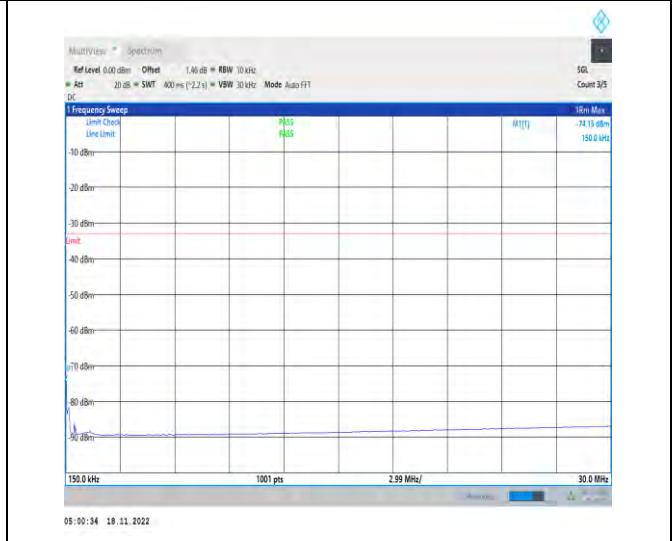 MultiView Spectrum
Ref Level 0.00 dBm Offset 1.46 dB RBW 10 kHz SGL
Att 20 dB SWT 400 ms (~2.2 s) VBW 30 kHz Mode Auto FFT Count 3/5
DC
1 Frequency Sweep 1Rm Max
Limit Check PASS M1[1] -74.15 dBm
Line Limit PASS 150.0 kHz
-10 dBm
-20 dBm
-30 dBm
Limit
-40 dBm
-50 dBm
-60 dBm
-70 dBm
-80 dBm
-90 dBm
150.0 kHz 1001 pts 2.99 MHz/ 30.0 MHz
05:00:34 18.11.2022